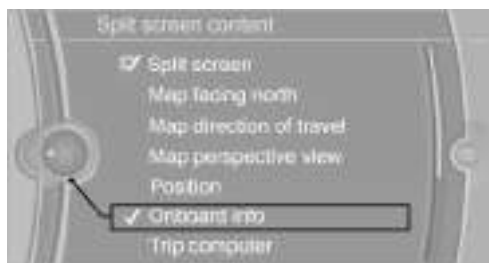 Split screen content
Split screen
Map facing north
Map direction of travel
Map perspective view
Position
Onboard info
Trip computer